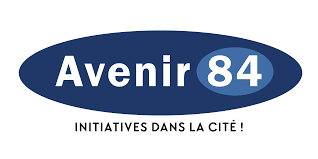 Avenir 84
INITIATIVES DANS LA CITÉ !